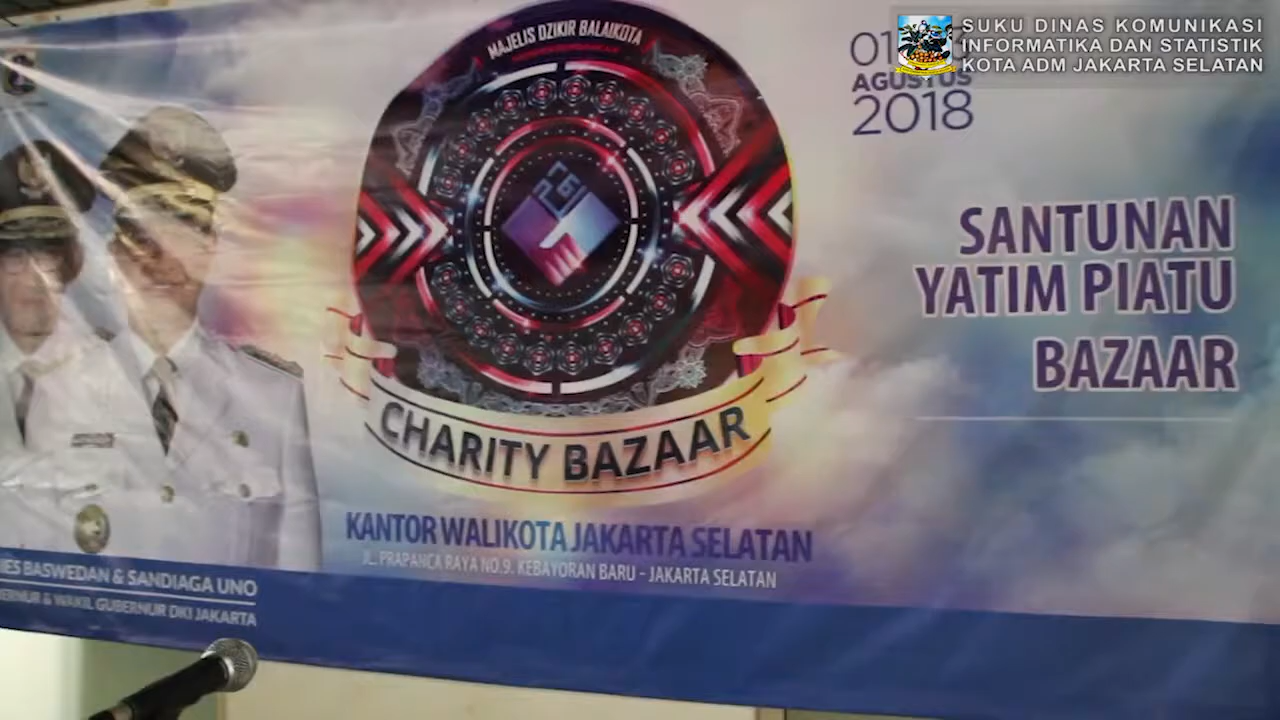 SUKU DINAS KOMUNIKASI
INFORMATIKA DAN STATISTIK
KOTA ADM JAKARTA SELATAN
MAJELIS DZIKIR BALAIKOTA
AGUSTUS
2018
SANTUNAN
YATIM PIATU
BAZAAR
CHARITY BAZAAR
KANTOR WALIKOTA JAKARTA SELATAN
JL. PRAPANCA RAYA NO.9. KEBAYORAN BARU - JAKARTA SELATAN
BASWEDAN & SANDIAGA UNO
& WAKIL GUBERNUR DKI JAKARTA